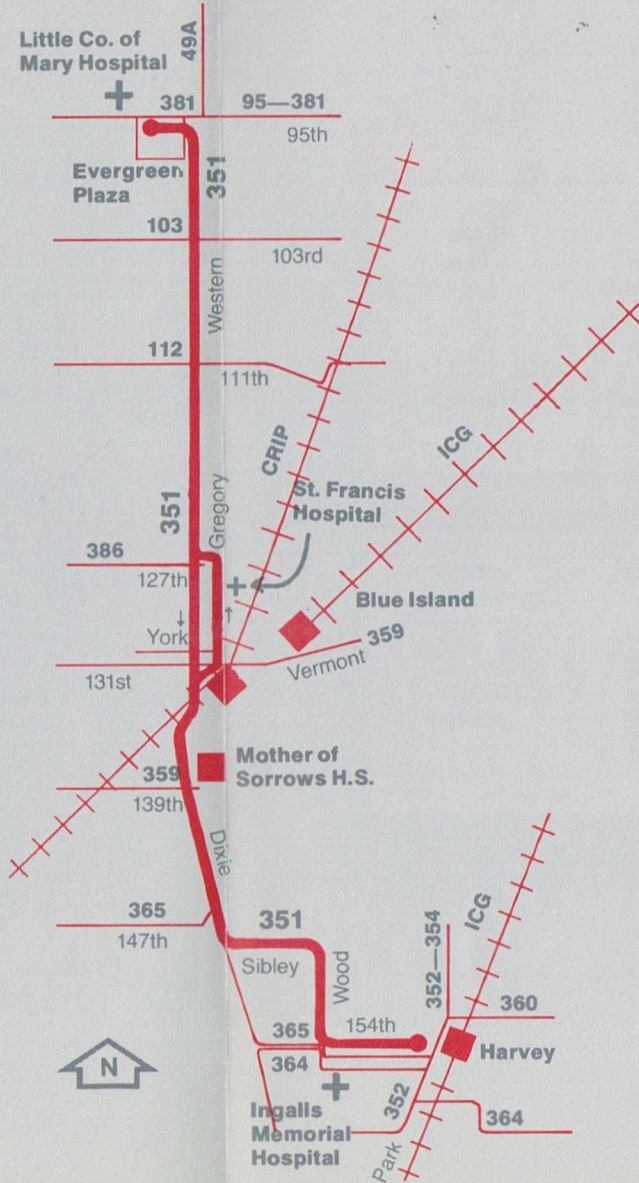 Little Co. of
Mary Hospital
49A
381
95—381
95th
Evergreen
Plaza
351
103
103rd
Western
112
111th
CRIP
ICG
351
Gregory
St. Francis
Hospital
386
127th
↓
↑
York
Blue Island
359
Vermont
131st
Mother of
Sorrows H.S.
359
139th
Dixie
365
147th
351
Sibley
Wood
352—354
ICG
360
365
154th
364
Harvey
N
Ingalls
Memorial
Hospital
352
364
Park